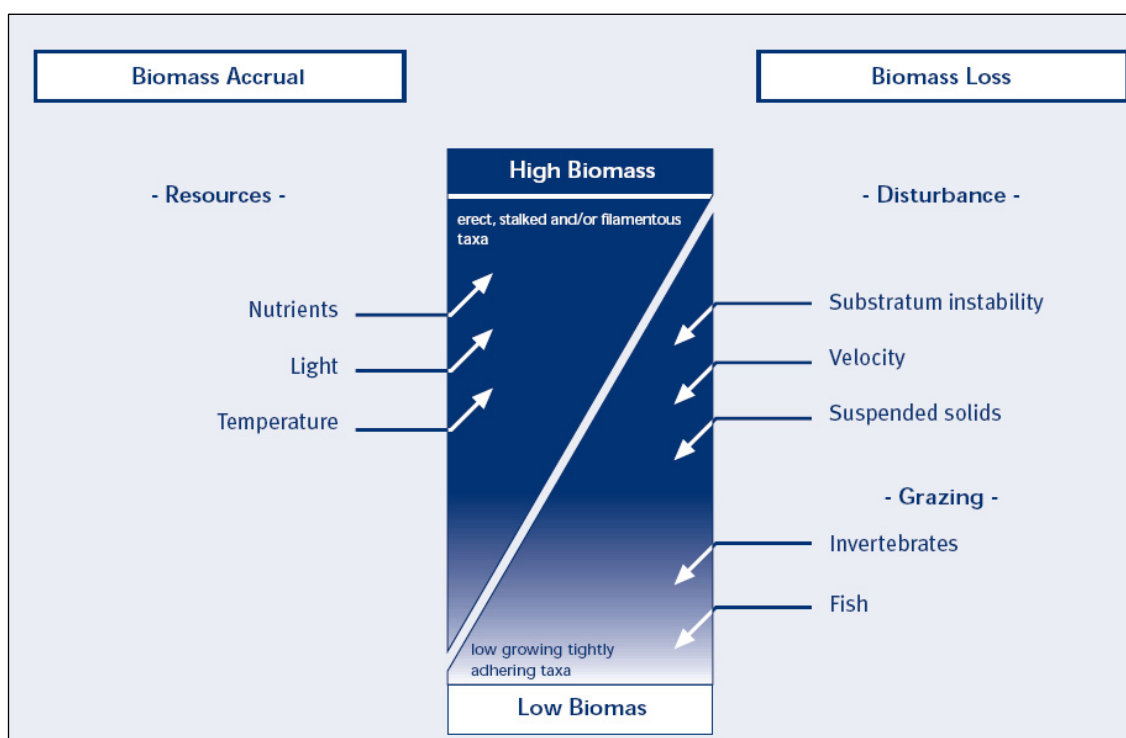 Biomass Accrual
Biomass Loss
High Biomass
- Resources -
- Disturbance -
erect, stalked and/or filamentous
taxa
Nutrients
Light
Temperature
Substratum instability
Velocity
Suspended solids
- Grazing -
Invertebrates
Fish
low growing tightly
adhering taxa
Low Biomas